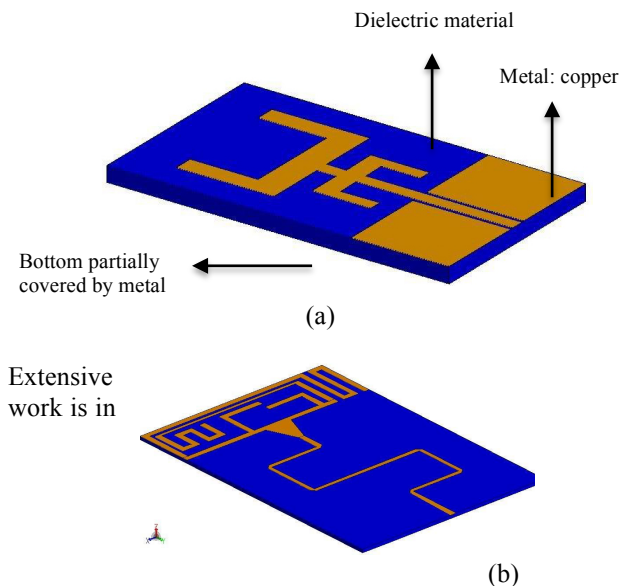 Dielectric material
Metal: copper
Bottom partially
covered by metal
(a)
Extensive
work is in
(b)